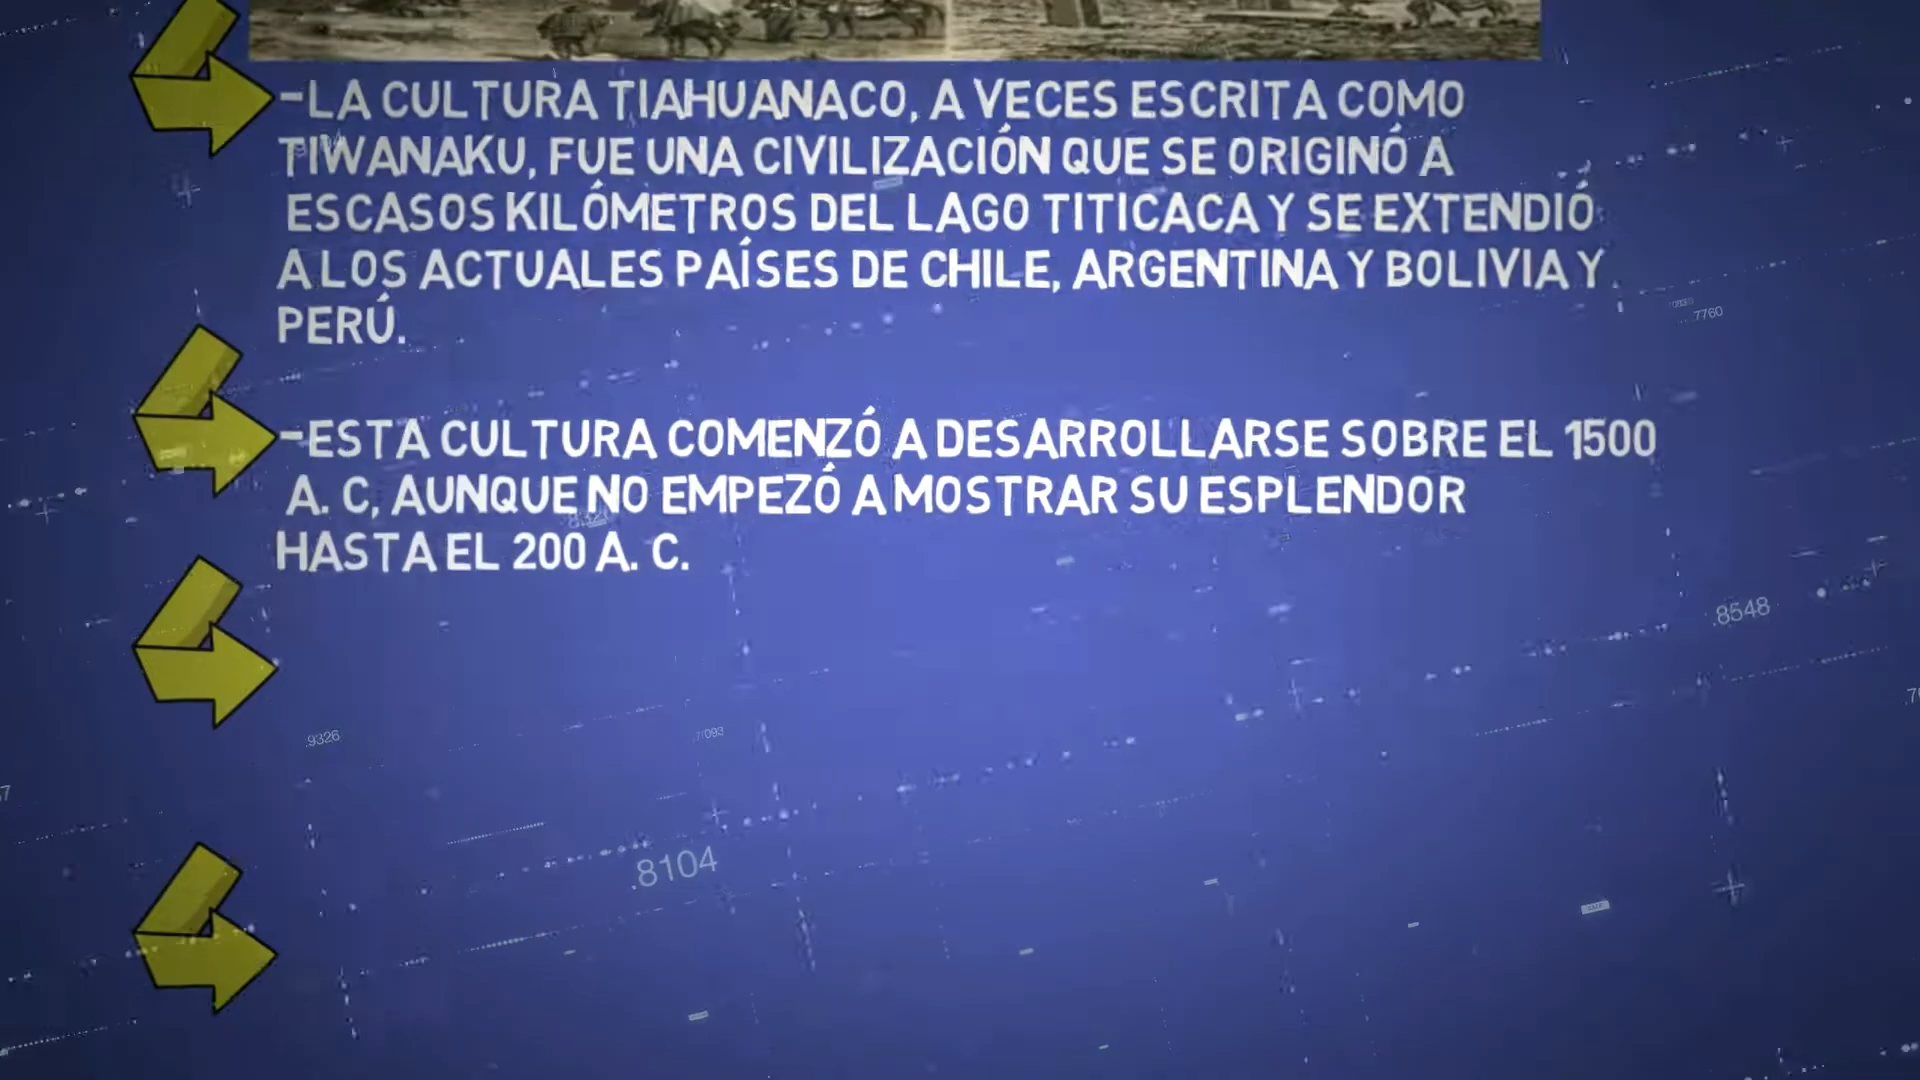 -LA CULTURA TIAHUANACO, A VECES ESCRITA COMO
TIWANAKU, FUE UNA CIVILIZACIÓN QUE SE ORIGINÓ A
ESCASOS KILÓMETROS DEL LAGO TITICACA Y SE EXTENDIÓ
A LOS ACTUALES PAÍSES DE CHILE, ARGENTINA Y BOLIVIA Y
PERÚ.
.7760
-ESTA CULTURA COMENZÓ A DESARROLLARSE SOBRE EL 1500
A. C, AUNQUE NO EMPEZÓ A MOSTRAR SU ESPLENDOR
HASTA EL 200 A. C.
.8548
.9326
.7093
.8104